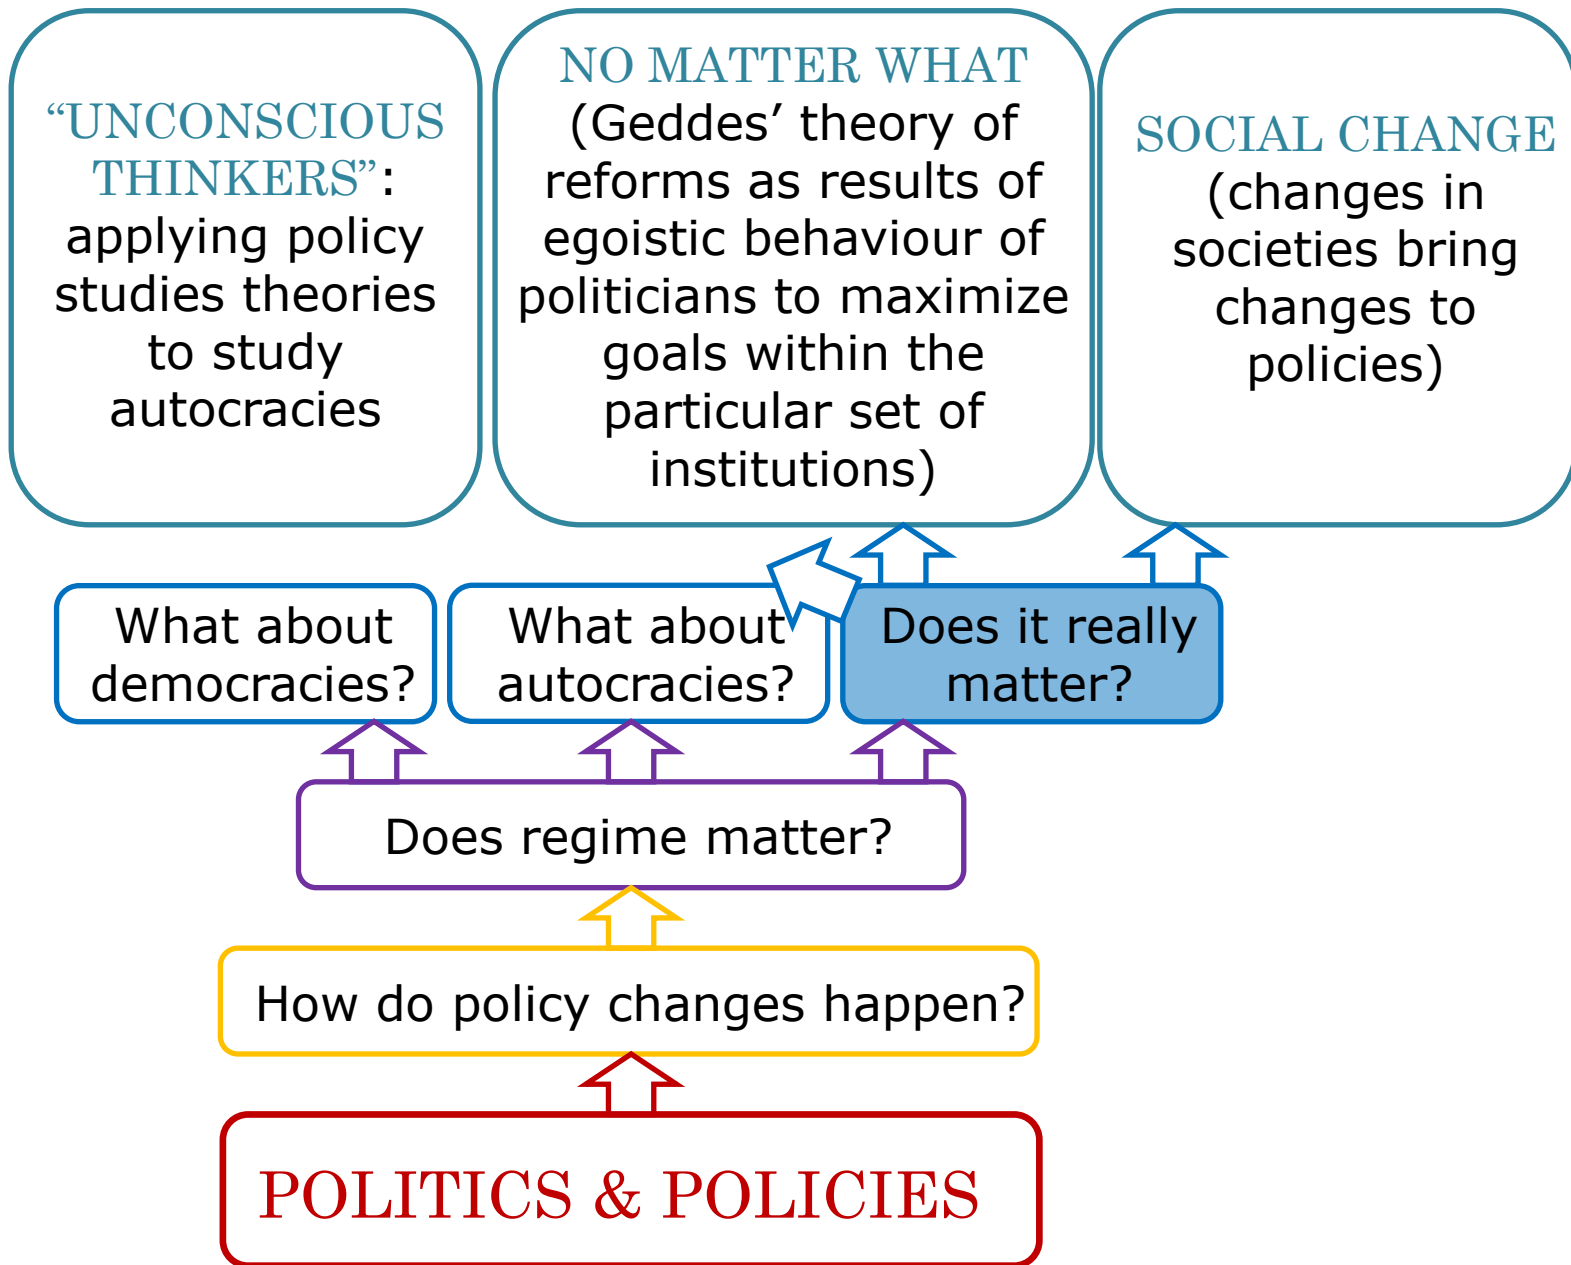 “UNCONSCIOUS
THINKERS”:
applying policy
studies theories
to study
autocracies
NO MATTER WHAT
(Geddes’ theory of
reforms as results of
egoistic behaviour of
politicians to maximize
goals within the
particular set of
institutions)
SOCIAL CHANGE
(changes in
societies bring
changes to
policies)
What about
democracies?
What about
autocracies?
Does it really
matter?
Does regime matter?
How do policy changes happen?
POLITICS & POLICIES